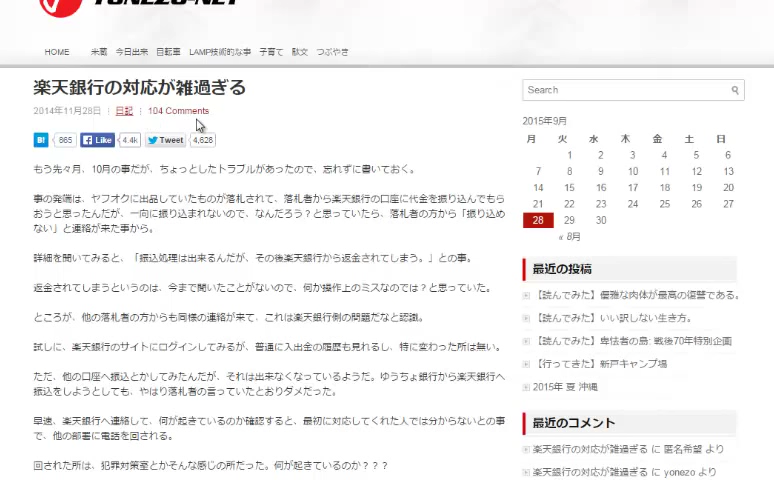 YONEZO-NET
HOME 米蔵 今日出来 自転車 LAMP技術的な事 子育て 駄文 つぶやき
楽天銀行の対応が雑過ぎる
2014年11月28日 | 日記 | 104 Comments
B! 865 Like 4.4k Tweet 4,628
もう先々月、10月の事だが、ちょっとしたトラブルがあったので、忘れずに書いておく。
事の発端は、ヤフオクに出品していたものが落札されて、落札者から楽天銀行の口座に代金を振り込んでもら
おうと思ったんだが、一向に振り込まれないので、なんだろう？と思っていたら、落札者の方から「振り込め
ない」と連絡が来た事から。
詳細を聞いてみると、「振込処理は出来るんだが、その後楽天銀行から返金されてしまう。」との事。
返金されてしまうというのは、今まで聞いたことがないので、何か操作上のミスなのでは？と思っていた。
ところが、他の落札者の方からも同様の連絡が来て、これは楽天銀行側の問題だなと認識。
試しに、楽天銀行のサイトにログインしてみるが、普通に入出金の履歴も見れるし、特に変わった所は無い。
ただ、他の口座へ振込とかしてみたんだが、それは出来なくなっているようだ。ゆうちょ銀行から楽天銀行へ
振込をしようとしても、やはり落札者の言っていたとおりダメだった。
早速、楽天銀行へ連絡して、何が起きているのか確認すると、最初に対応してくれた人では分からないとの事
で、他の部署に電話を回される。
回された所は、犯罪対策室とかそんな感じの所だった。何が起きているのか？？？
Search
2015年9月
月 火 水 木 金 土 日
1 2 3 4 5 6
7 8 9 10 11 12 13
14 15 16 17 18 19 20
21 22 23 24 25 26 27
28 29 30
« 8月
最近の投稿
【読んでみた】優雅な肉体が最高の復讐である。
【読んでみた】いい訳しない生き方。
【読んでみた】卑怯者の島: 戦後70年特別企画
【行ってきた】新戸キャンプ場
2015年 夏 沖縄
最近のコメント
楽天銀行の対応が雑過ぎる に 匿名希望 より
楽天銀行の対応が雑過ぎる に yonezo より